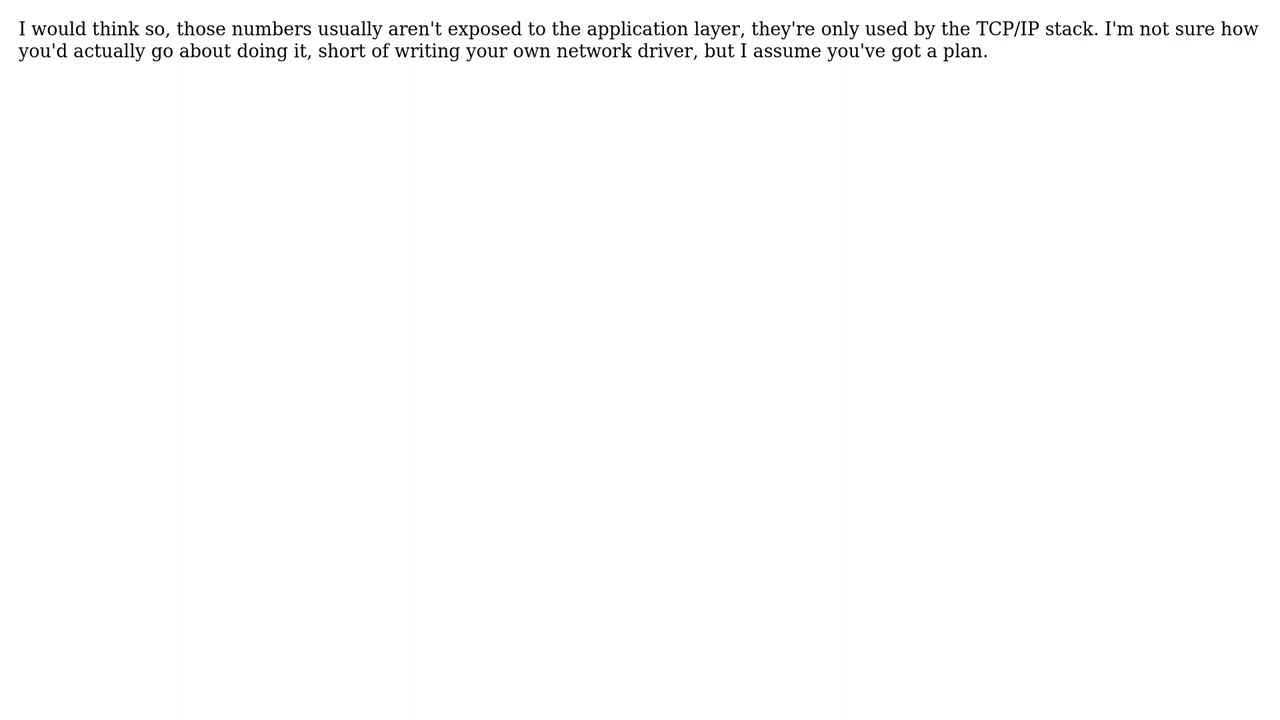 I would think so, those numbers usually aren't exposed to the application layer, they're only used by the TCP/IP stack. I'm not sure how
you'd actually go about doing it, short of writing your own network driver, but I assume you've got a plan.